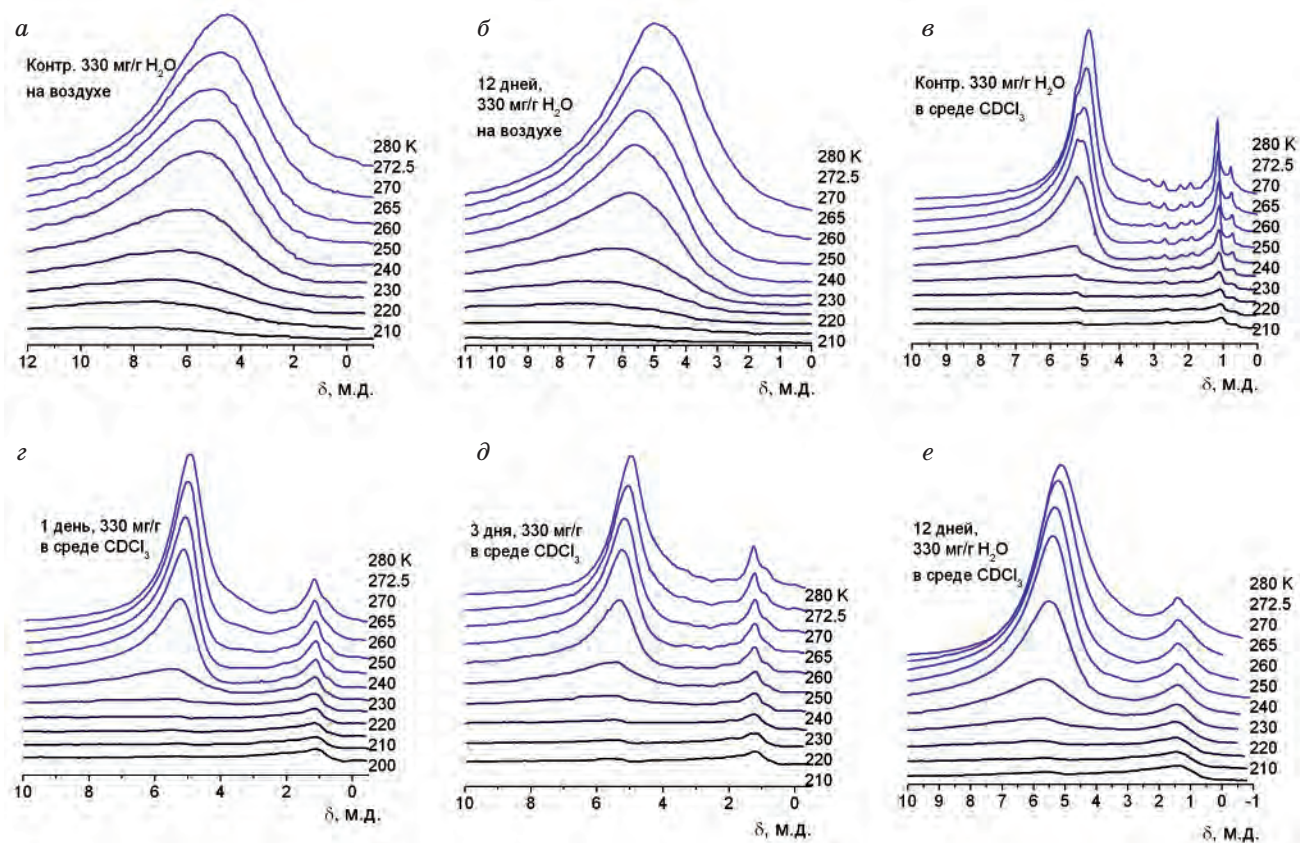 а
Контр. 330 мг/г H₂O
на воздухе
280 K
272.5
270
265
260
250
240
230
220
210
12 10 8 6 4 2 0
δ, м.д.
б
12 дней,
330 мг/г H₂O
на воздухе
280 K
272.5
270
265
260
250
240
230
220
210
11 10 9 8 7 6 5 4 3 2 1 0
δ, м.д.
в
Контр. 330 мг/г H₂O
в среде CDCl₃
280 K
272.5
270
265
260
250
240
230
220
210
10 9 8 7 6 5 4 3 2 1 0
δ, м.д.
г
1 день, 330 мг/г
в среде CDCl₃
280 K
272.5
270
265
260
250
240
230
220
210
200
10 8 6 4 2 0
δ, м.д.
д
3 дня, 330 мг/г
в среде CDCl₃
280 K
272.5
270
265
260
250
240
230
220
210
10 8 6 4 2 0
δ, м.д.
е
12 дней,
330 мг/г H₂O
в среде CDCl₃
280 K
272.5
270
265
260
250
240
230
220
210
10 9 8 7 6 5 4 3 2 1 0 -1
δ, м.д.